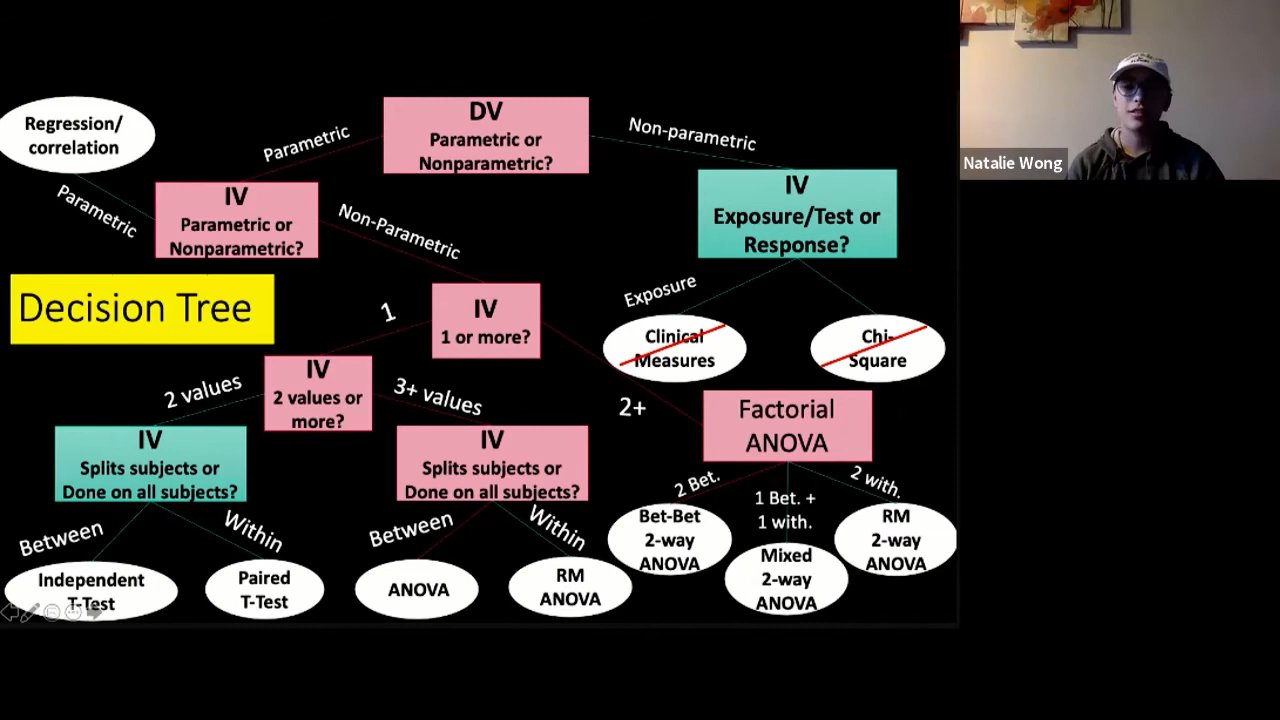 DV
Parametric or
Nonparametric?
Regression/
correlation
Parametric
Non-parametric
Parametric
IV
Parametric or
Nonparametric?
Non-Parametric
IV
Exposure/Test or
Response?
Natalie Wong
Decision Tree
1
IV
1 or more?
Exposure
Clinical
Measures
Chi-
Square
2 values
IV
2 values or
more?
3+ values
2+
Factorial
ANOVA
IV
Splits subjects or
Done on all subjects?
IV
Splits subjects or
Done on all subjects?
2 Bet.
1 Bet. +
1 with.
2 with.
Between
Within
Between
Within
Bet-Bet
2-way
ANOVA
Mixed
2-way
ANOVA
RM
2-way
ANOVA
Independent
T-Test
Paired
T-Test
ANOVA
RM
ANOVA